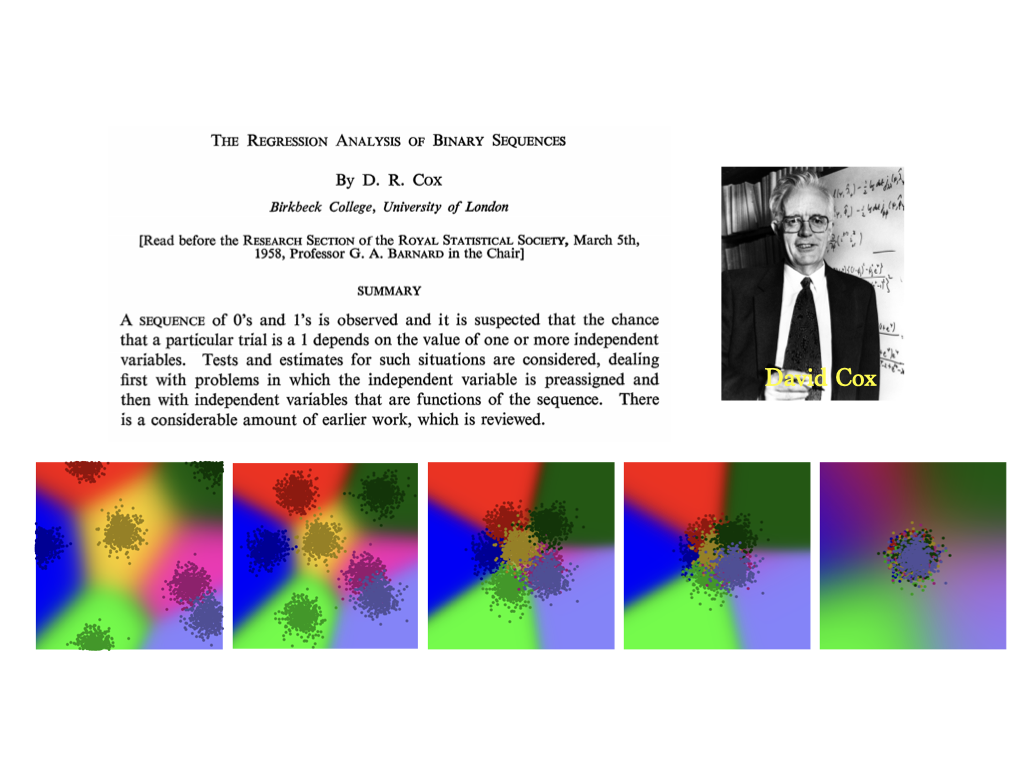 THE REGRESSION ANALYSIS OF BINARY SEQUENCES
By D. R. COX
Birkbeck College, University of London
[Read before the RESEARCH SECTION of the ROYAL STATISTICAL SOCIETY, March 5th,
1958, Professor G. A. BARNARD in the Chair]
SUMMARY
A SEQUENCE of 0's and 1's is observed and it is suspected that the chance
that a particular trial is a 1 depends on the value of one or more independent
variables. Tests and estimates for such situations are considered, dealing
first with problems in which the independent variable is preassigned and
then with independent variables that are functions of the sequence. There
is a considerable amount of earlier work, which is reviewed.
David Cox